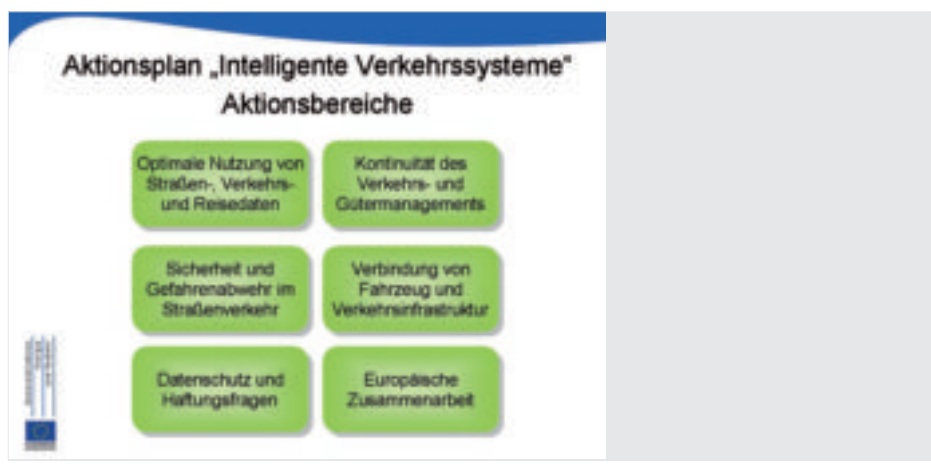 Aktionsplan „Intelligente Verkehrssysteme“
Aktionsbereiche
Optimale Nutzung von
Straßen-, Verkehrs-
und Reisedaten
Kontinuität des
Verkehrs- und
Gütermanagements
Sicherheit und
Gefahrenabwehr im
Straßenverkehr
Verbindung von
Fahrzeug und
Verkehrsinfrastruktur
Datenschutz und
Haftungsfragen
Europäische
Zusammenarbeit